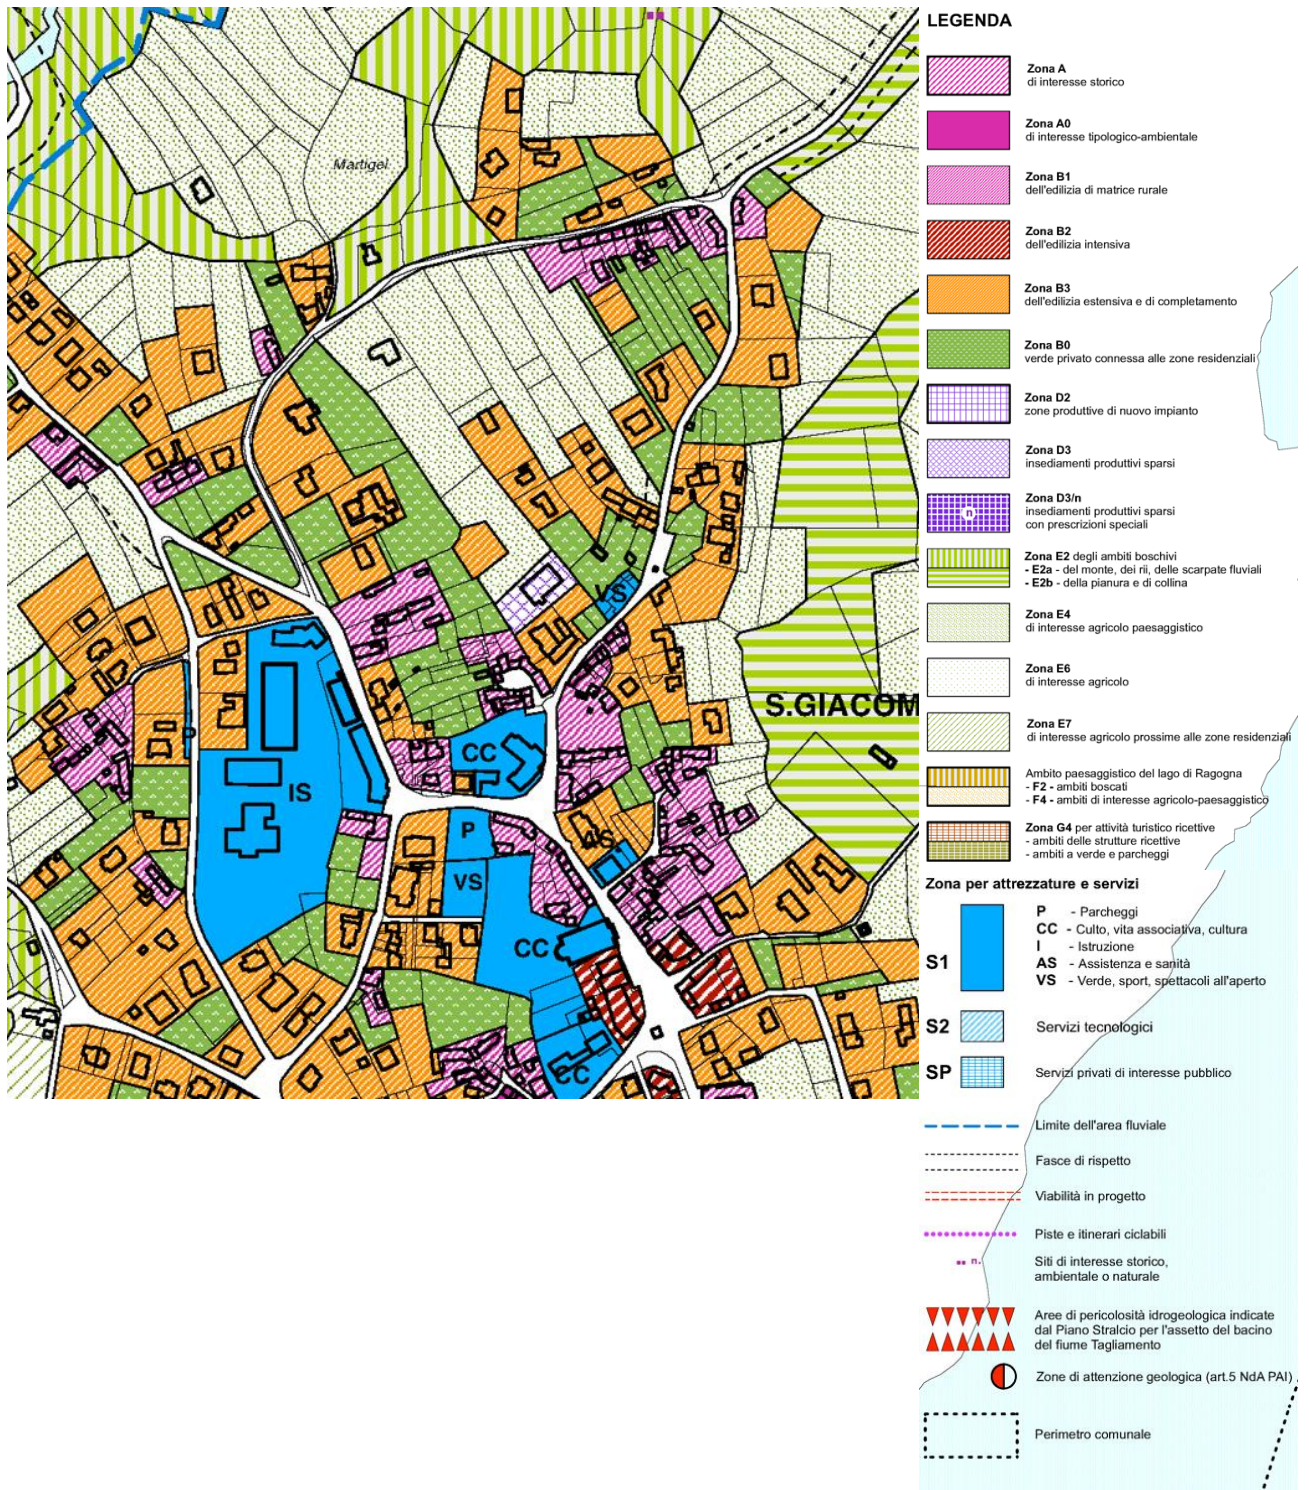 Martigel
VS
S.GIACOM
P
CC
IS
P
AS
VS
CC
CC
LEGENDA
Zona A
di interesse storico
Zona A0
di interesse tipologico-ambientale
Zona B1
dell'edilizia di matrice rurale
Zona B2
dell'edilizia intensiva
Zona B3
dell'edilizia estensiva e di completamento
Zona B0
verde privato connessa alle zone residenziali
Zona D2
zone produttive di nuovo impianto
Zona D3
insediamenti produttivi sparsi
Zona D3/n
insediamenti produttivi sparsi
con prescrizioni speciali
n
Zona E2 degli ambiti boschivi
- E2a - del monte, dei rii, delle scarpate fluviali
- E2b - della pianura e di collina
Zona E4
di interesse agricolo paesaggistico
Zona E6
di interesse agricolo
Zona E7
di interesse agricolo prossime alle zone residenziali
Ambito paesaggistico del lago di Ragogna
- F2 - ambiti boscati
- F4 - ambiti di interesse agricolo-paesaggistico
Zona G4 per attività turistico ricettive
- ambiti delle strutture ricettive
- ambiti a verde e parcheggi
Zona per attrezzature e servizi
S1
P - Parcheggi
CC - Culto, vita associativa, cultura
I - Istruzione
AS - Assistenza e sanità
VS - Verde, sport, spettacoli all'aperto
S2 Servizi tecnologici
SP Servizi privati di interesse pubblico
Limite dell'area fluviale
Fasce di rispetto
Viabilità in progetto
Piste e itinerari ciclabili
n. Siti di interesse storico,
ambientale o naturale
Aree di pericolosità idrogeologica indicate
dal Piano Stralcio per l'assetto del bacino
del fiume Tagliamento
Zone di attenzione geologica (art.5 NdA PAI)
Perimetro comunale